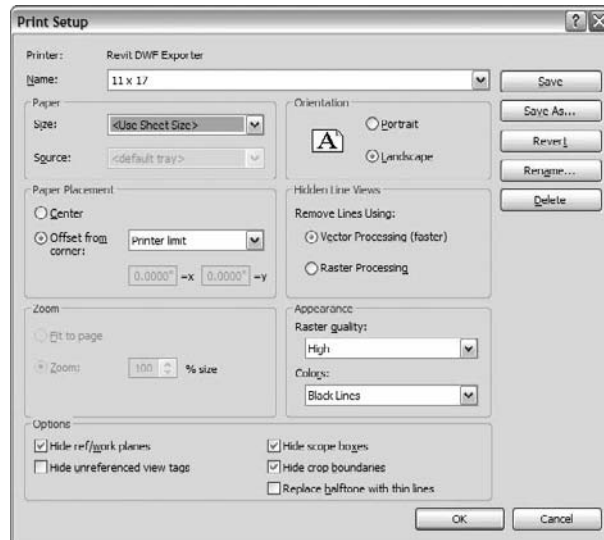 Print Setup
Printer: Revit DWF Exporter
Name: 11 x 17
Save
Paper
Size: <Use Sheet Size>
Source: <default tray>
Orientation
A
Portrait
Landscape
Save As...
Revert
Rename...
Delete
Paper Placement
Center
Offset from corner: Printer limit
0.0000" =x 0.0000" =y
Hidden Line Views
Remove Lines Using:
Vector Processing (faster)
Raster Processing
Zoom
Fit to page
Zoom: 100 % size
Appearance
Raster quality:
High
Colors:
Black Lines
Options
Hide ref/work planes
Hide unreferenced view tags
Hide scope boxes
Hide crop boundaries
Replace halftone with thin lines
OK
Cancel